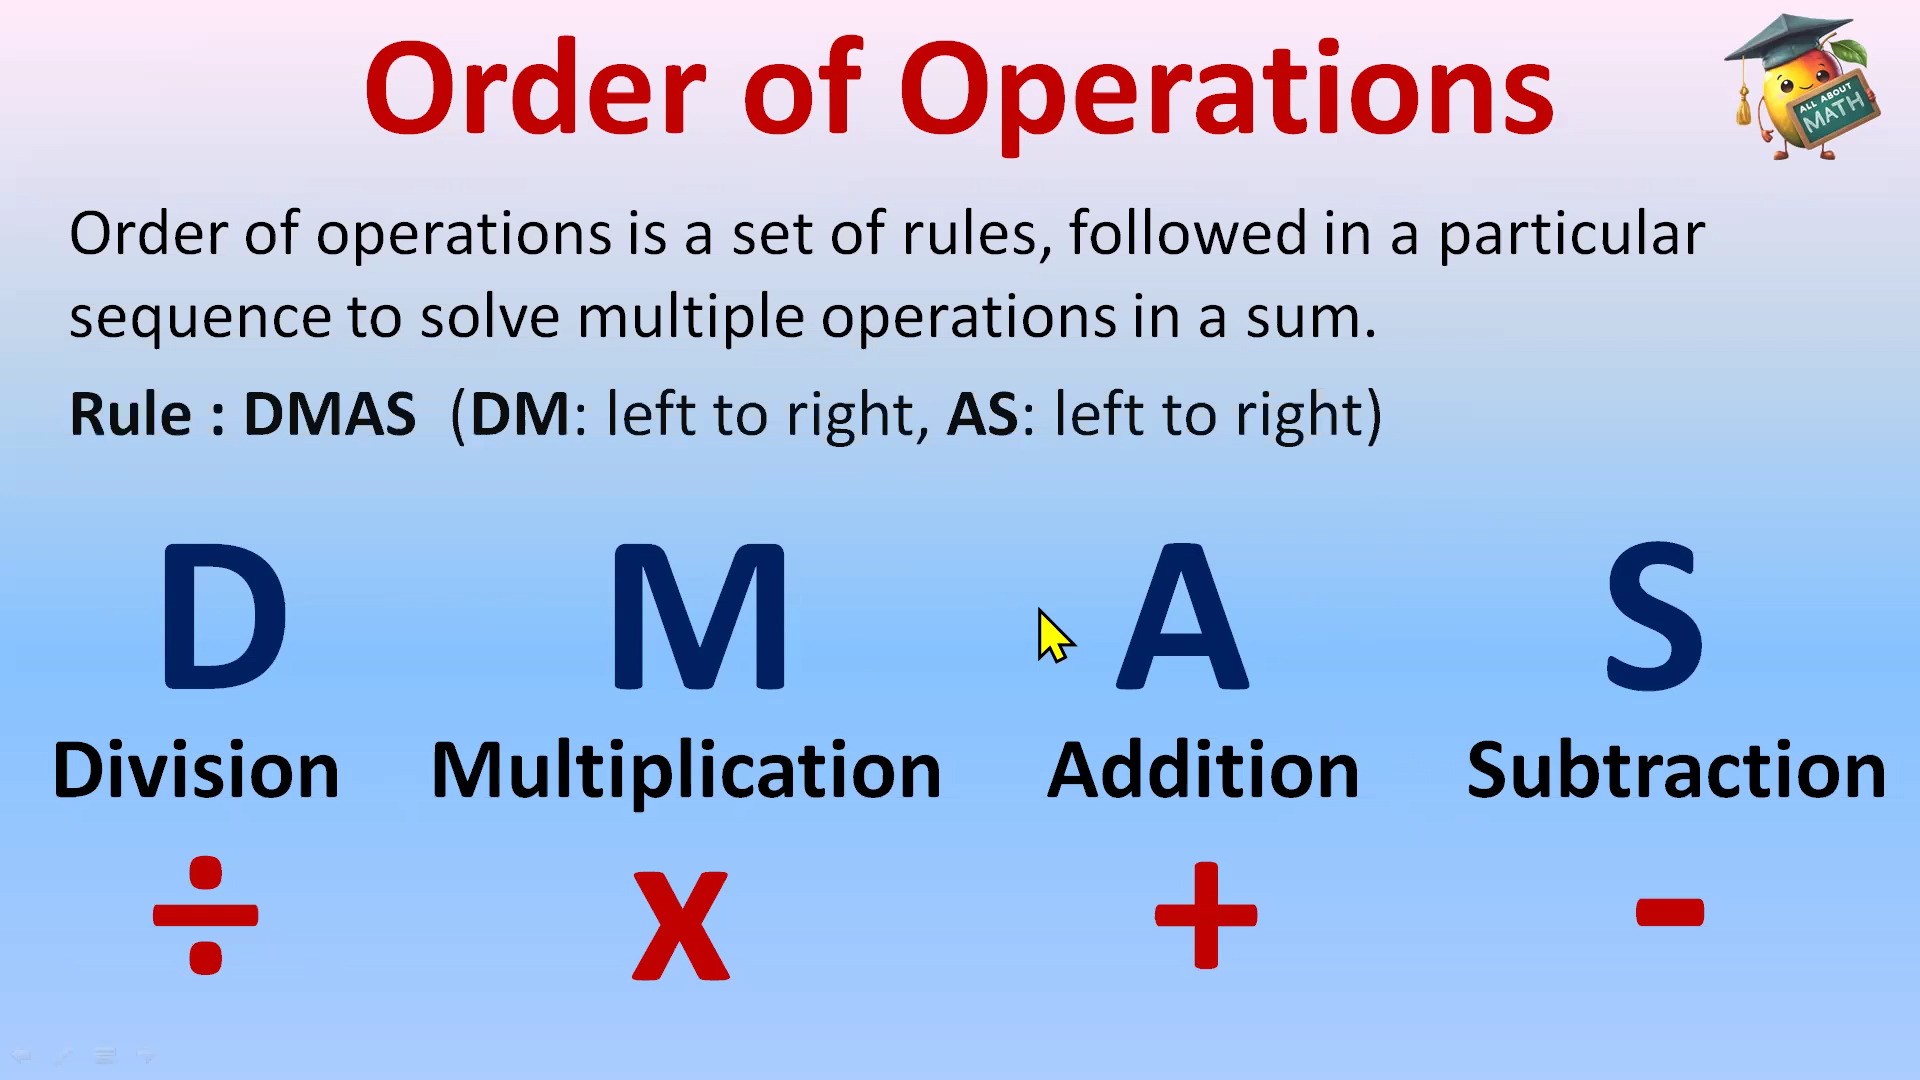 Order of Operations
ALL ABOUT
MATH
Order of operations is a set of rules, followed in a particular
sequence to solve multiple operations in a sum.
Rule : DMAS (DM: left to right, AS: left to right)
D M A S
Division Multiplication Addition Subtraction
÷ x + -